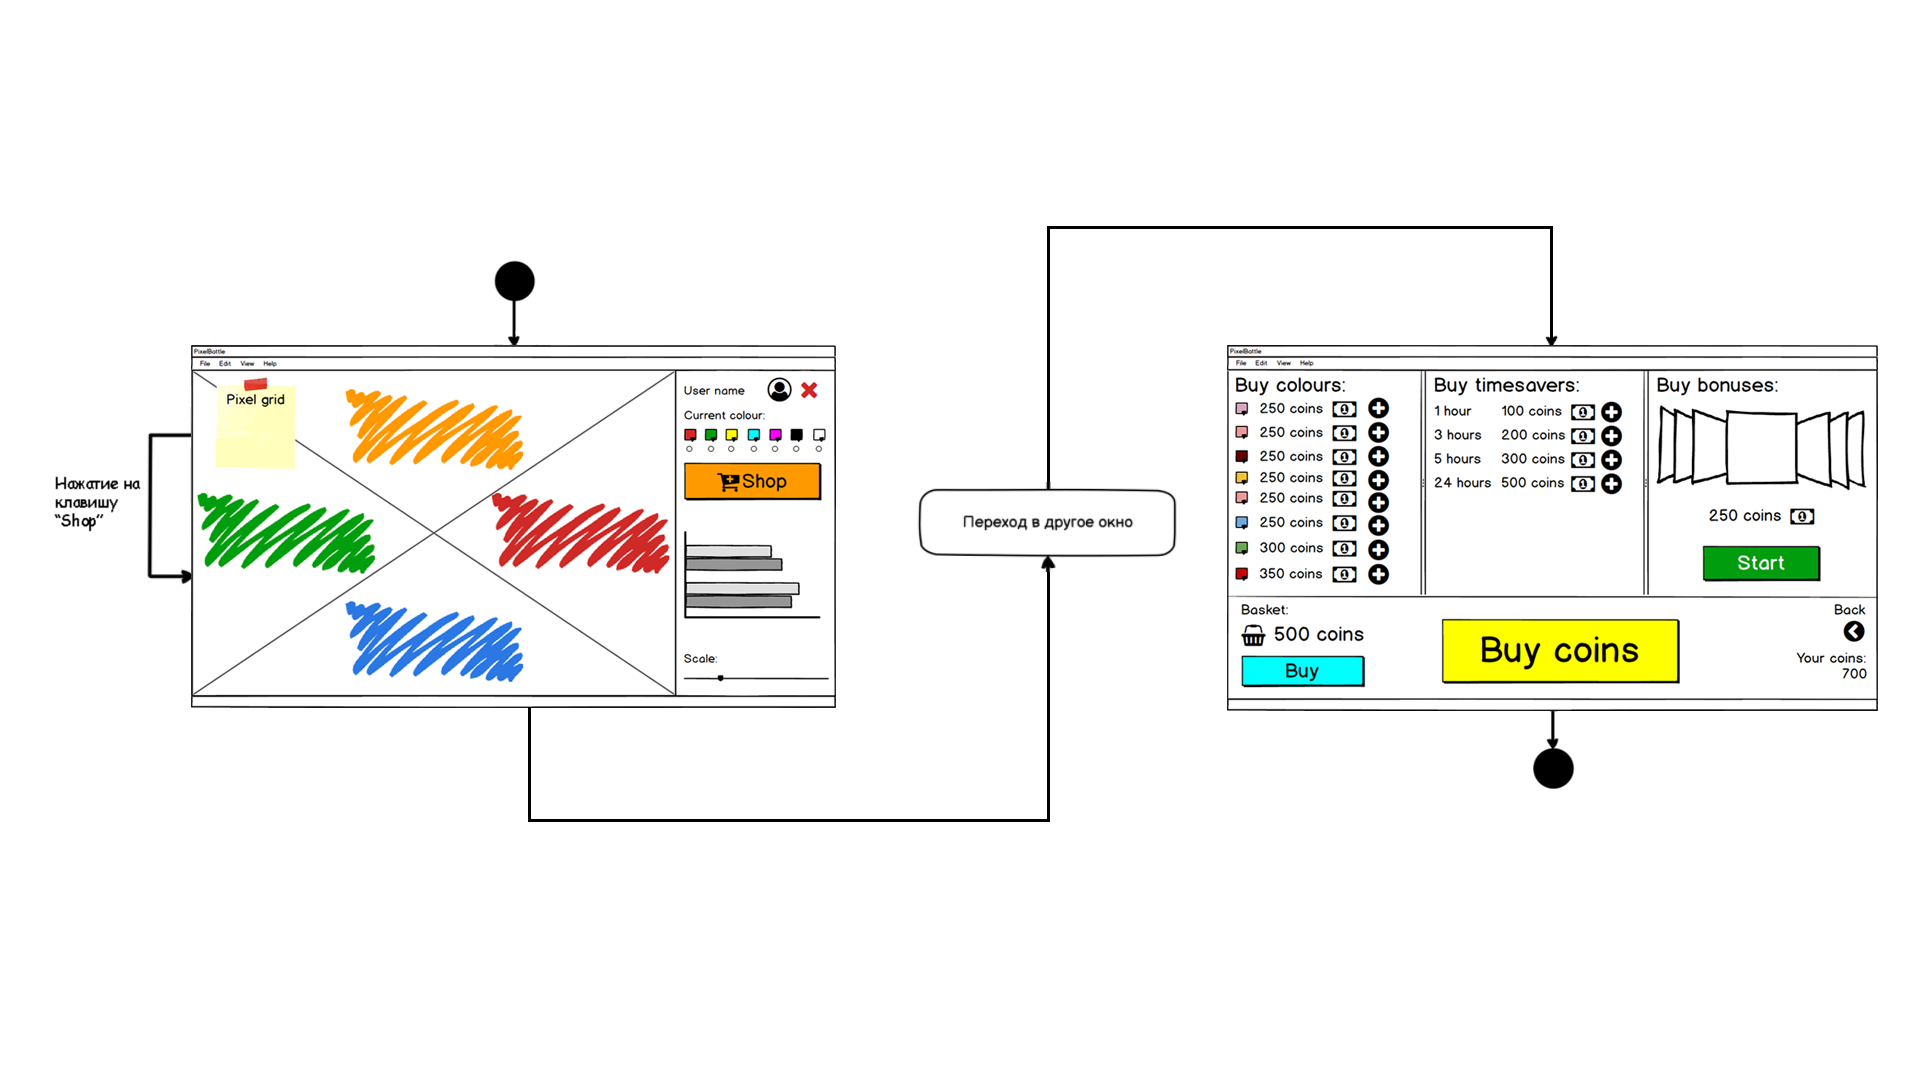 Нажатие на
клавишу
“Shop”
PixelBattle
File Edit View Help
Pixel grid
User name
Current colour:
Shop
Scale:
Переход в другое окно
PixelBattle
File Edit View Help
Buy colours:
250 coins
250 coins
250 coins
250 coins
250 coins
250 coins
300 coins
350 coins
Buy timesavers:
1 hour 100 coins
3 hours 200 coins
5 hours 300 coins
24 hours 500 coins
Buy bonuses:
250 coins
Start
Basket:
500 coins
Buy
Buy coins
Back
Your coins:
700